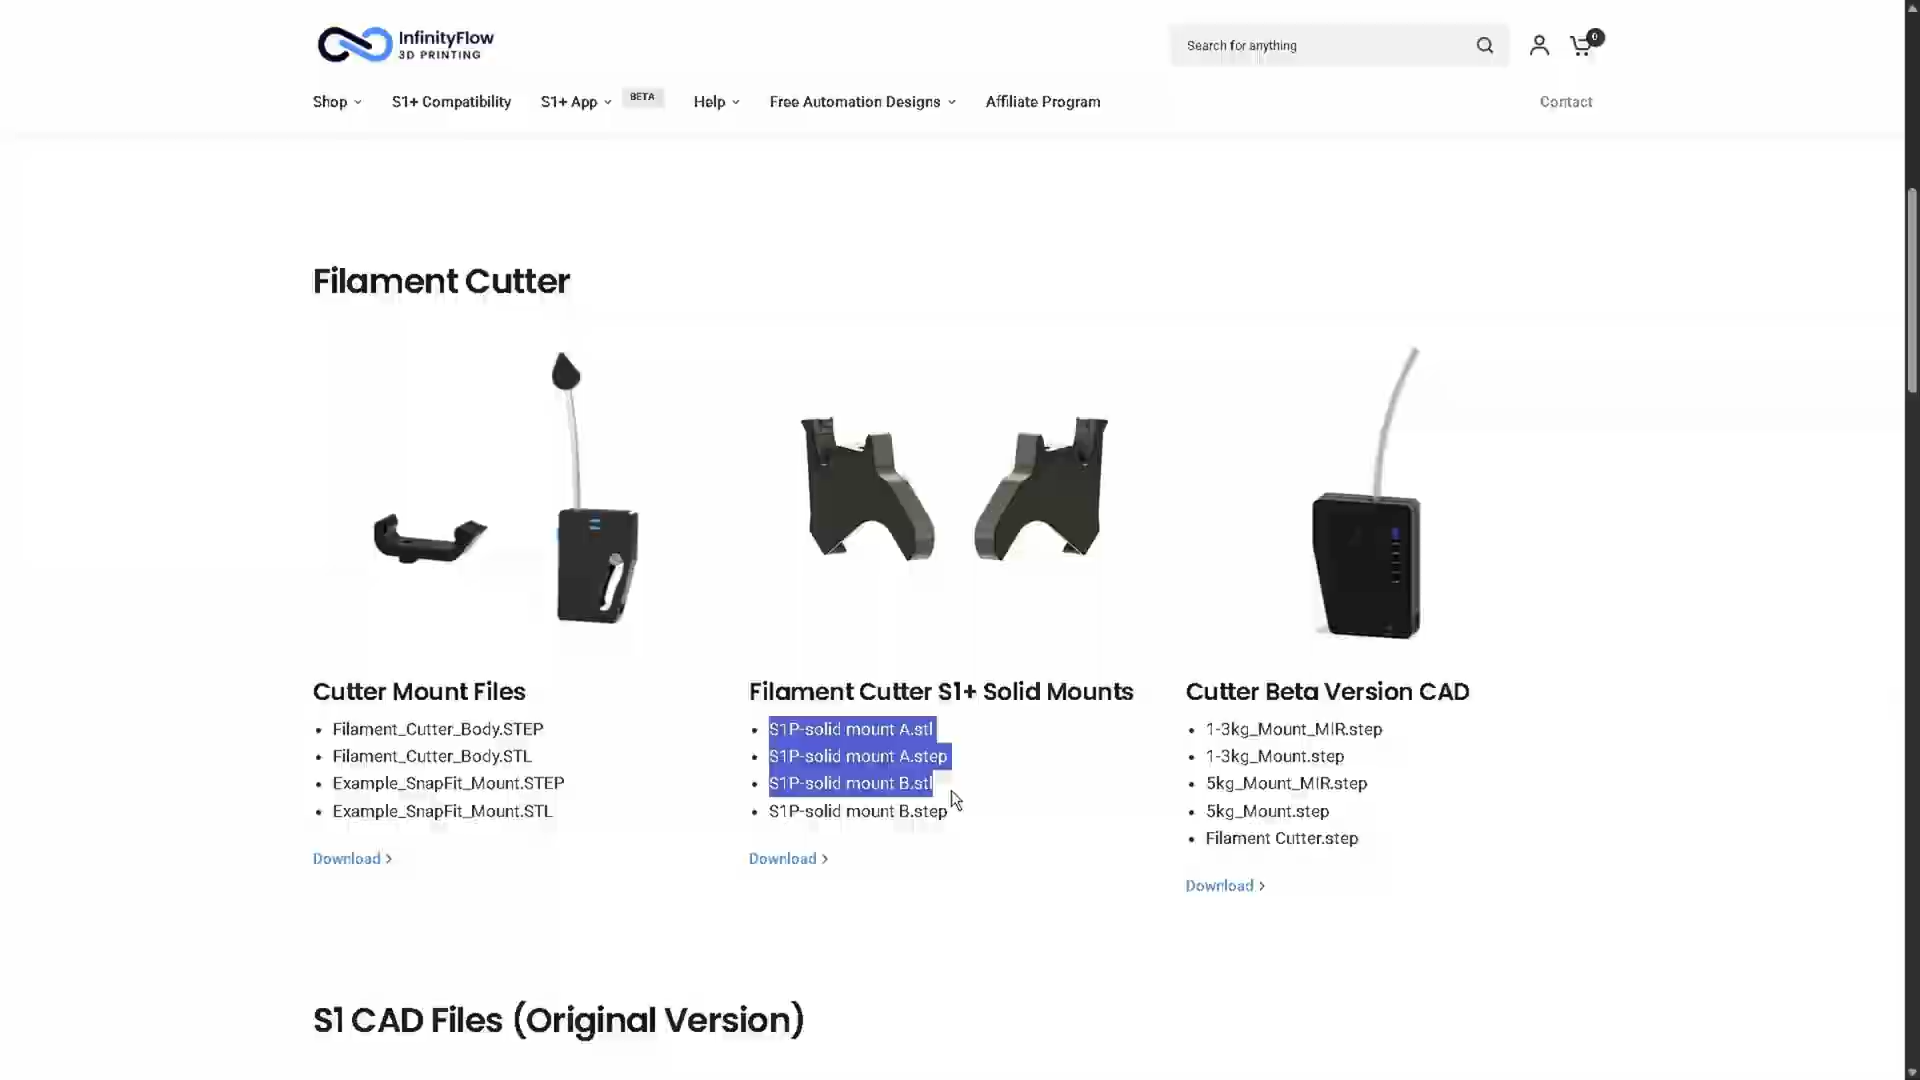 InfinityFlow
3D PRINTING
Search for anything
0
Shop
S1+ Compatibility
S1+ App
BETA
Help
Free Automation Designs
Affiliate Program
Contact
Filament Cutter
Cutter Mount Files
• Filament_Cutter_Body.STEP
• Filament_Cutter_Body.STL
• Example_SnapFit_Mount.STEP
• Example_SnapFit_Mount.STL
Download >
Filament Cutter S1+ Solid Mounts
• S1P-solid mount A.stl
• S1P-solid mount A.step
• S1P-solid mount B.stl
• S1P-solid mount B.step
Download >
Cutter Beta Version CAD
• 1-3kg_Mount_MIR.step
• 1-3kg_Mount.step
• 5kg_Mount_MIR.step
• 5kg_Mount.step
• Filament Cutter.step
Download >
S1 CAD Files (Original Version)